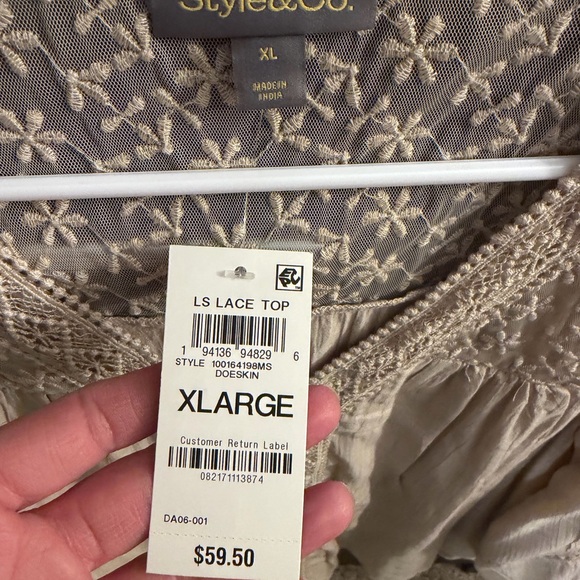 Style&Co.
XL
MADE IN
INDIA
LS LACE TOP
1 94136 94829 6
STYLE 100164198MS
DOESKIN
XLARGE
Customer Return Label
082171113874
DA06-001
$59.50